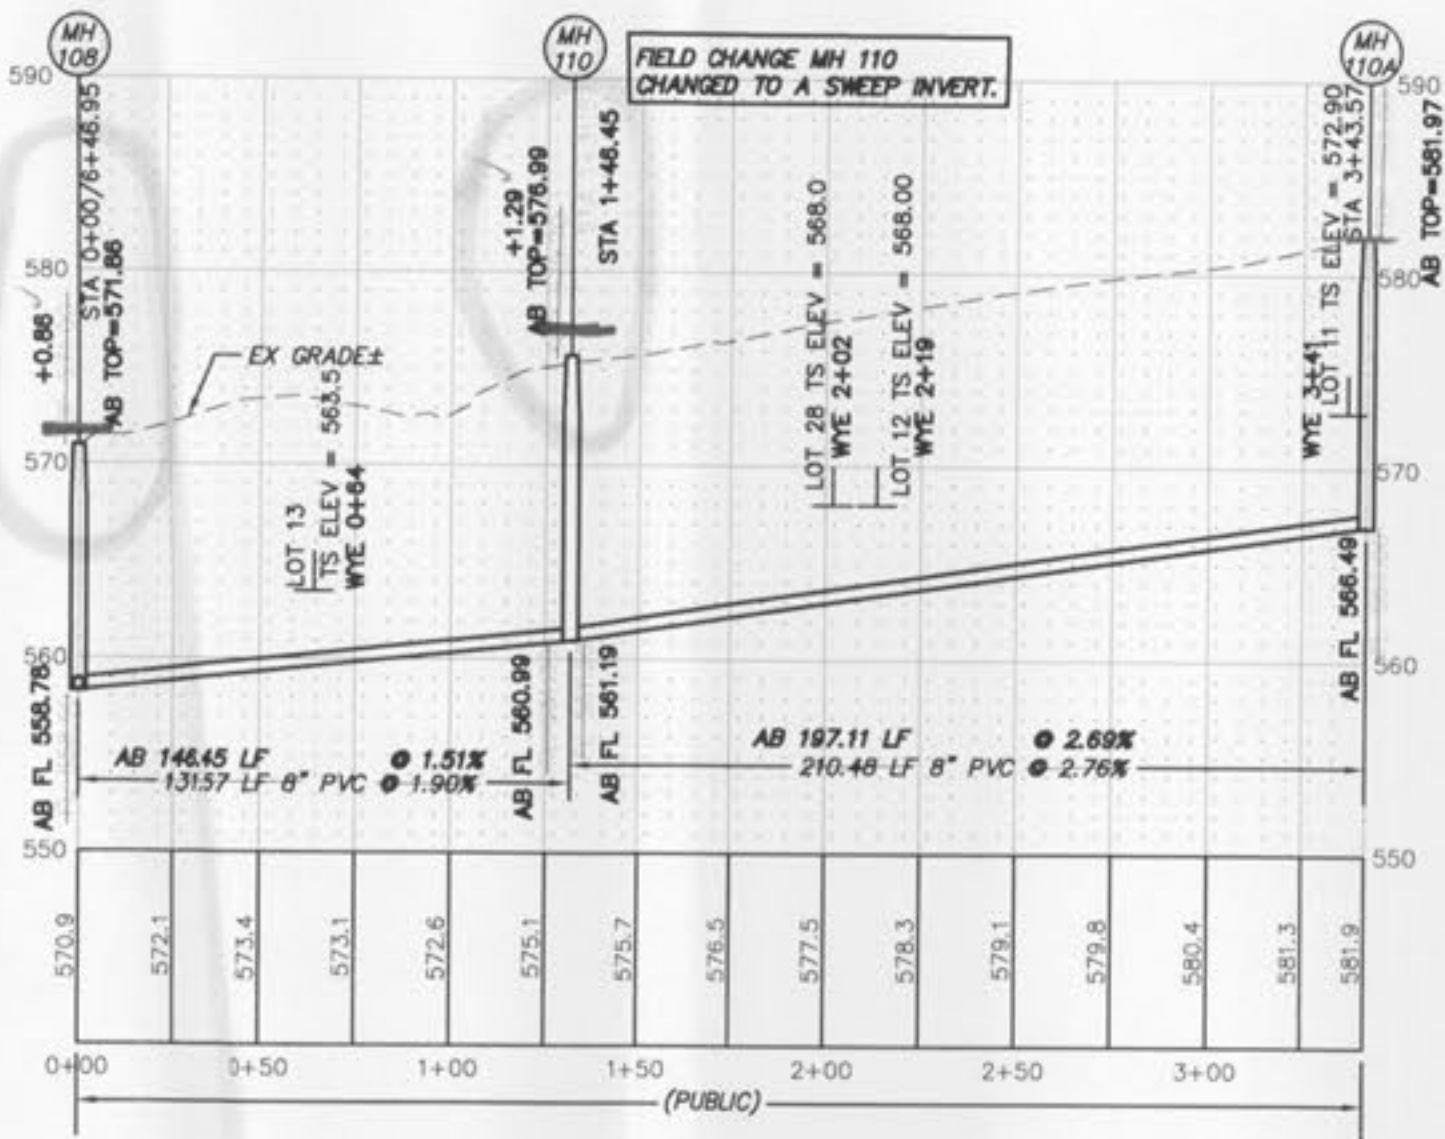 MH
108
MH
110
FIELD CHANGE MH 110
CHANGED TO A SWEEP INVERT.
MH
110A
590
590
STA 0+00/6+46.95
AB TOP=571.86
+0.86
+1.29
AB TOP=576.99
STA 1+46.45
LOT 11 TS ELEV = 572.90
STA 3+43.57
AB TOP=581.97
WYE 3+41
580
580
EX GRADE±
LOT 28 TS ELEV = 568.0
WYE 2+02
LOT 12 TS ELEV = 568.00
WYE 2+19
570
570
LOT 13
TS ELEV = 563.5
WYE 0+64
560
560
AB FL 558.78
AB FL 560.99
AB FL 561.19
AB FL 566.49
AB 146.45 LF @ 1.51%
131.57 LF 8" PVC @ 1.90%
AB 197.11 LF @ 2.69%
210.48 LF 8" PVC @ 2.76%
550
550
570.9
572.1
573.4
573.1
572.6
575.1
575.7
576.5
577.5
578.3
579.1
579.8
580.4
581.3
581.9
0+00
0+50
1+00
1+50
2+00
2+50
3+00
(PUBLIC)